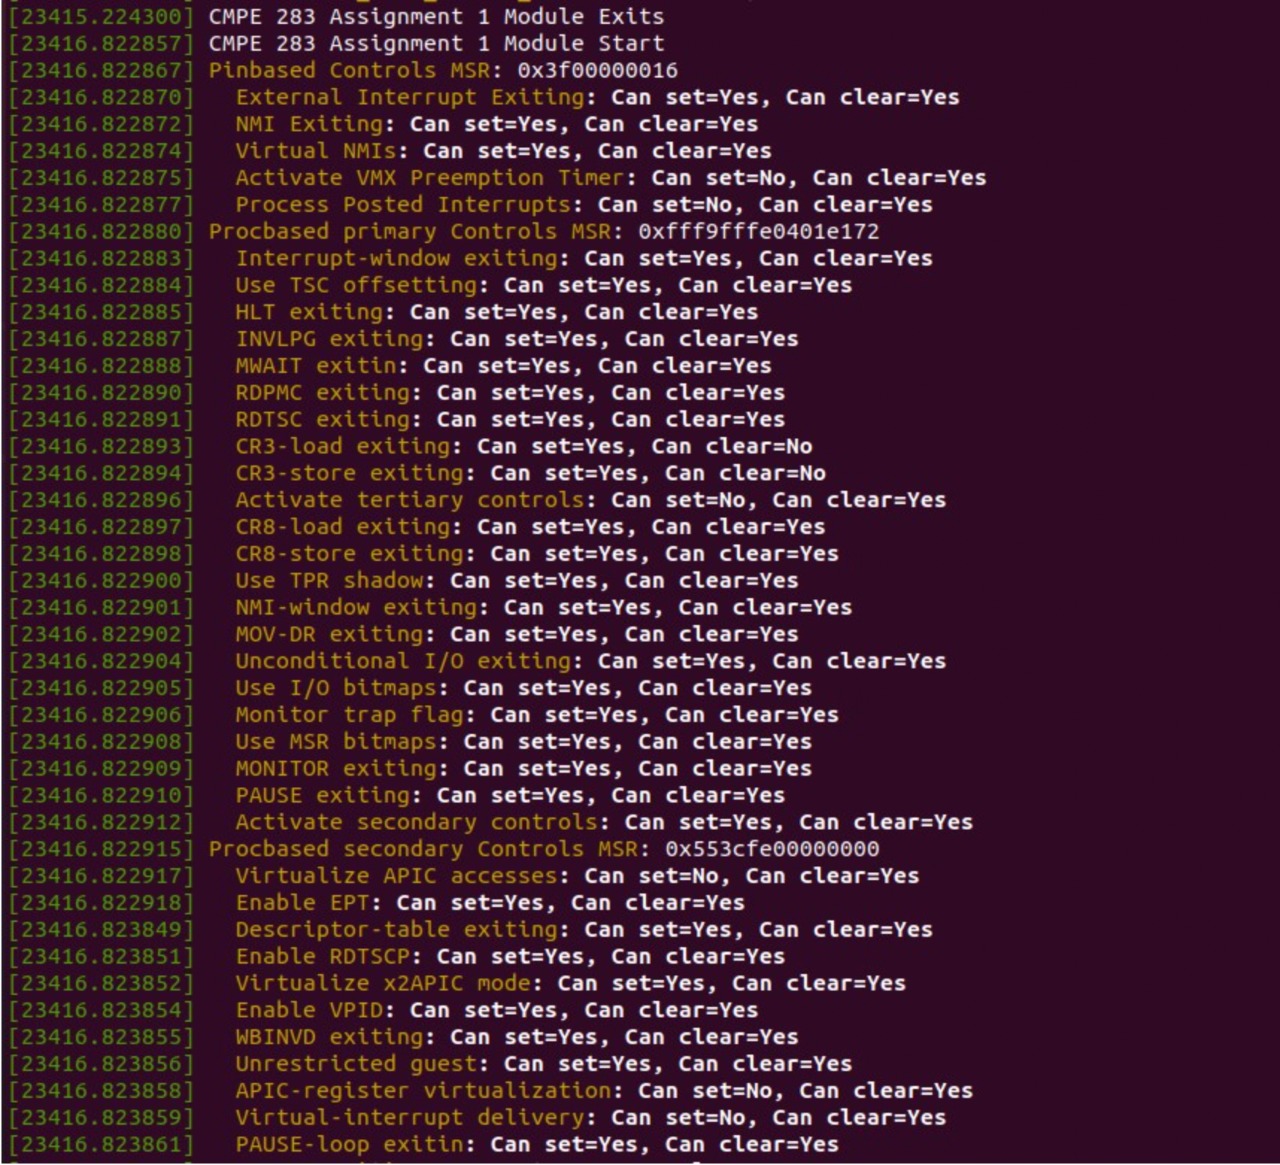 [23415.224300] CMPE 283 Assignment 1 Module Exits
[23416.822857] CMPE 283 Assignment 1 Module Start
[23416.822867] Pinbased Controls MSR: 0x3f00000016
[23416.822870]   External Interrupt Exiting: Can set=Yes, Can clear=Yes
[23416.822872]   NMI Exiting: Can set=Yes, Can clear=Yes
[23416.822874]   Virtual NMIs: Can set=Yes, Can clear=Yes
[23416.822875]   Activate VMX Preemption Timer: Can set=No, Can clear=Yes
[23416.822877]   Process Posted Interrupts: Can set=No, Can clear=Yes
[23416.822880] Procbased primary Controls MSR: 0xfff9fffe0401e172
[23416.822883]   Interrupt-window exiting: Can set=Yes, Can clear=Yes
[23416.822884]   Use TSC offsetting: Can set=Yes, Can clear=Yes
[23416.822885]   HLT exiting: Can set=Yes, Can clear=Yes
[23416.822887]   INVLPG exiting: Can set=Yes, Can clear=Yes
[23416.822888]   MWAIT exitin: Can set=Yes, Can clear=Yes
[23416.822890]   RDPMC exiting: Can set=Yes, Can clear=Yes
[23416.822891]   RDTSC exiting: Can set=Yes, Can clear=Yes
[23416.822893]   CR3-load exiting: Can set=Yes, Can clear=No
[23416.822894]   CR3-store exiting: Can set=Yes, Can clear=No
[23416.822896]   Activate tertiary controls: Can set=No, Can clear=Yes
[23416.822897]   CR8-load exiting: Can set=Yes, Can clear=Yes
[23416.822898]   CR8-store exiting: Can set=Yes, Can clear=Yes
[23416.822900]   Use TPR shadow: Can set=Yes, Can clear=Yes
[23416.822901]   NMI-window exiting: Can set=Yes, Can clear=Yes
[23416.822902]   MOV-DR exiting: Can set=Yes, Can clear=Yes
[23416.822904]   Unconditional I/O exiting: Can set=Yes, Can clear=Yes
[23416.822905]   Use I/O bitmaps: Can set=Yes, Can clear=Yes
[23416.822906]   Monitor trap flag: Can set=Yes, Can clear=Yes
[23416.822908]   Use MSR bitmaps: Can set=Yes, Can clear=Yes
[23416.822909]   MONITOR exiting: Can set=Yes, Can clear=Yes
[23416.822910]   PAUSE exiting: Can set=Yes, Can clear=Yes
[23416.822912]   Activate secondary controls: Can set=Yes, Can clear=Yes
[23416.822915] Procbased secondary Controls MSR: 0x553cfe00000000
[23416.822917]   Virtualize APIC accesses: Can set=No, Can clear=Yes
[23416.822918]   Enable EPT: Can set=Yes, Can clear=Yes
[23416.823849]   Descriptor-table exiting: Can set=Yes, Can clear=Yes
[23416.823851]   Enable RDTSCP: Can set=Yes, Can clear=Yes
[23416.823852]   Virtualize x2APIC mode: Can set=Yes, Can clear=Yes
[23416.823854]   Enable VPID: Can set=Yes, Can clear=Yes
[23416.823855]   WBINVD exiting: Can set=Yes, Can clear=Yes
[23416.823856]   Unrestricted guest: Can set=Yes, Can clear=Yes
[23416.823858]   APIC-register virtualization: Can set=No, Can clear=Yes
[23416.823859]   Virtual-interrupt delivery: Can set=No, Can clear=Yes
[23416.823861]   PAUSE-loop exitin: Can set=Yes, Can clear=Yes